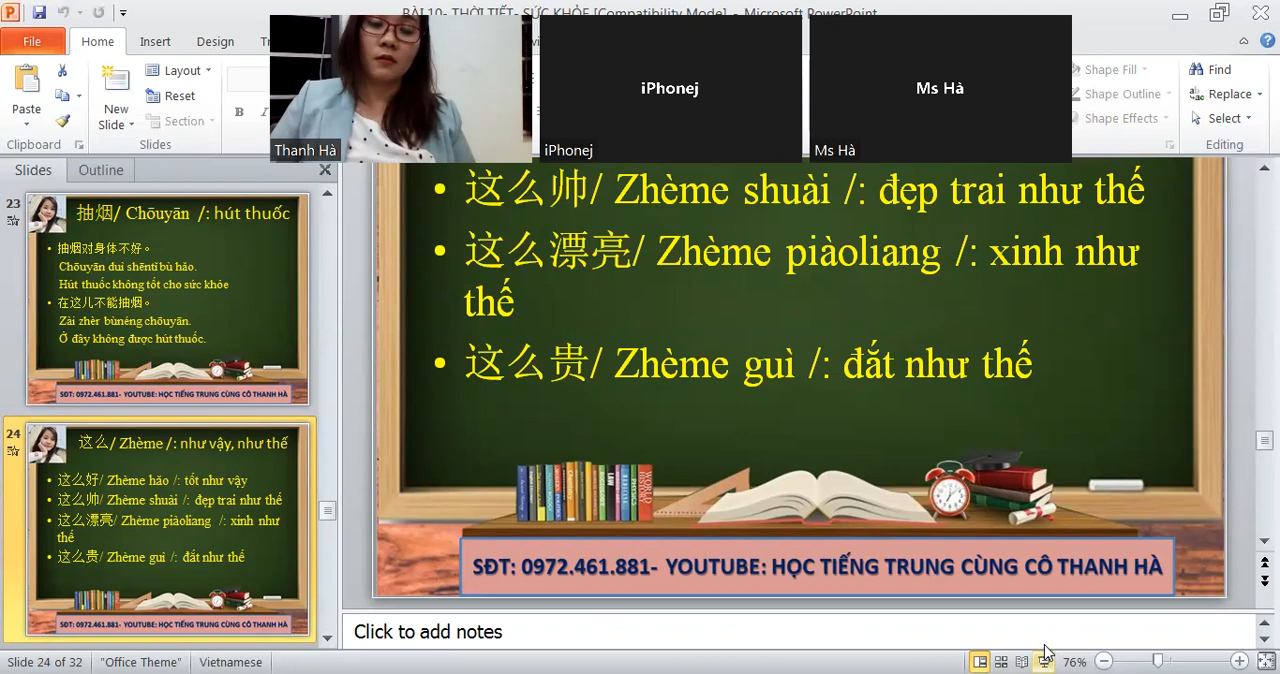 BÀI 10- THỜI TIẾT- SỨC KHỎE [Compatibility Mode] - Microsoft PowerPoint
File
Home
Insert
Design
Paste
Clipboard
New
Slide
Layout
Reset
Section
Slides
B
Thanh Hà
iPhonej
iPhonej
Ms Hà
Ms Hà
Shape Fill
Shape Outline
Shape Effects
Find
Replace
Select
Editing
Slides
Outline
23
抽烟/ Chōuyān /: hút thuốc
• 抽烟对身体不好。
Chōuyān duì shēntǐ bù hǎo.
Hút thuốc không tốt cho sức khỏe
• 在这儿不能抽烟。
Zài zhèr bùnéng chōuyān.
Ở đây không được hút thuốc.
SĐT: 0972.461.881- YOUTUBE: HỌC TIẾNG TRUNG CÙNG CÔ THANH HÀ
24
这么/ Zhème /: như vậy, như thế
• 这么好/ Zhème hǎo /: tốt như vậy
• 这么帅/ Zhème shuài /: đẹp trai như thế
• 这么漂亮/ Zhème piàoliang /: xinh như
thế
• 这么贵/ Zhème guì /: đắt như thế
SĐT: 0972.461.881- YOUTUBE: HỌC TIẾNG TRUNG CÙNG CÔ THANH HÀ
• 这么帅/ Zhème shuài /: đẹp trai như thế
• 这么漂亮/ Zhème piàoliang /: xinh như
thế
• 这么贵/ Zhème guì /: đắt như thế
WORLD HISTORY
SĐT: 0972.461.881- YOUTUBE: HỌC TIẾNG TRUNG CÙNG CÔ THANH HÀ
Click to add notes
Slide 24 of 32
"Office Theme"
Vietnamese
76%